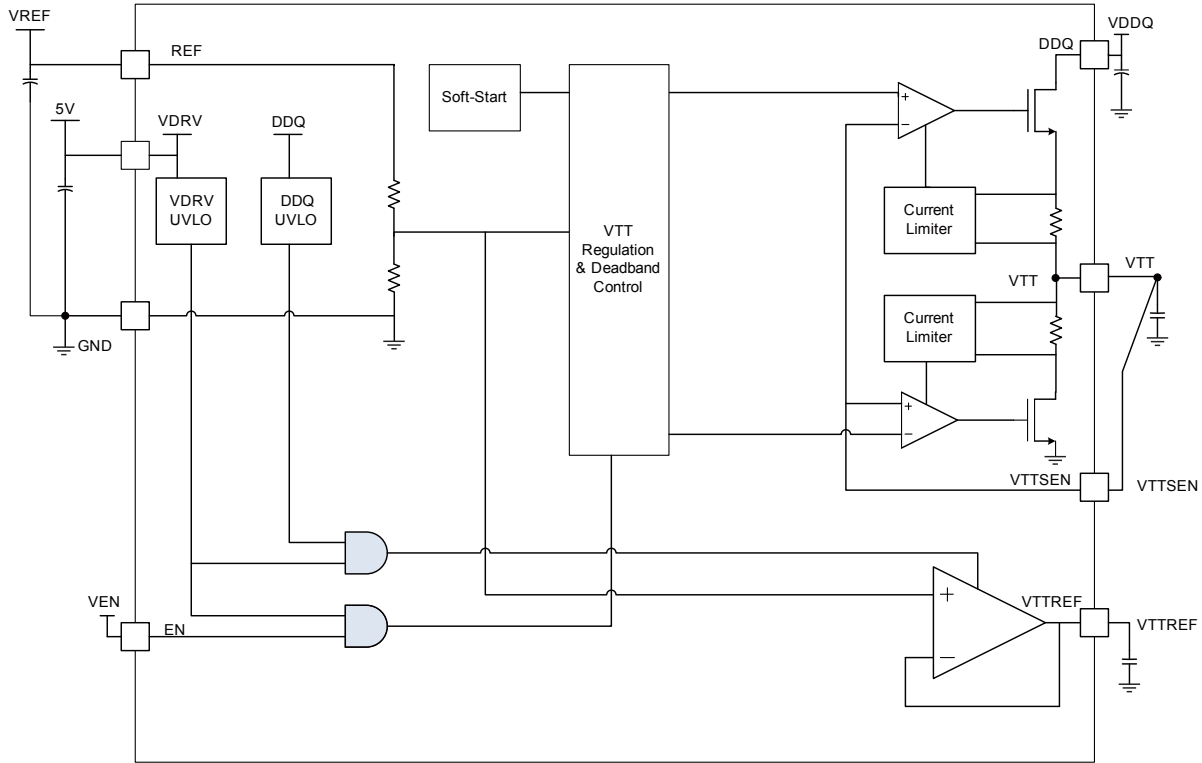 VREF
REF
5V
VDRV
DDQ
VDRV
UVLO
DDQ
UVLO
GND
Soft-Start
VTT
Regulation
& Deadband
Control
DDQ
VDDQ
+
−
Current
Limiter
VTT
VTT
Current
Limiter
+
−
VTTSEN
VTTSEN
VEN
EN
+
−
VTTREF
VTTREF